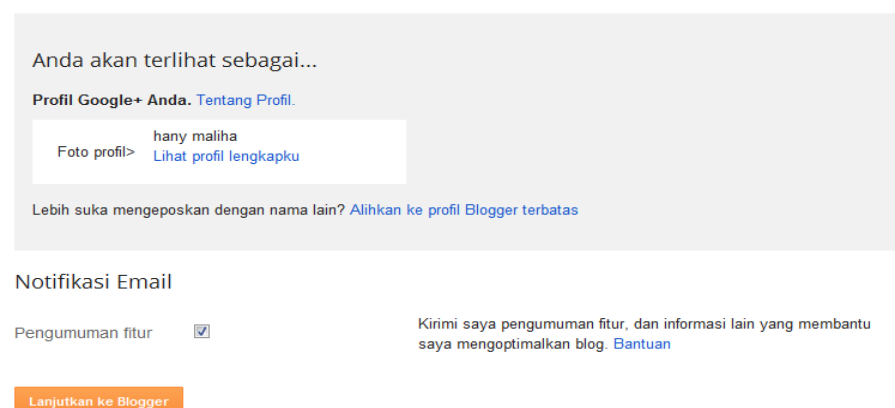 Anda akan terlihat sebagai...
Profil Google+ Anda. Tentang Profil.
hany maliha
Foto profil>
Lihat profil lengkapku
Lebih suka mengeposkan dengan nama lain? Alihkan ke profil Blogger terbatas
Notifikasi Email
Pengumuman fitur
Kirimi saya pengumuman fitur, dan informasi lain yang membantu
saya mengoptimalkan blog. Bantuan
Lanjutkan ke Blogger